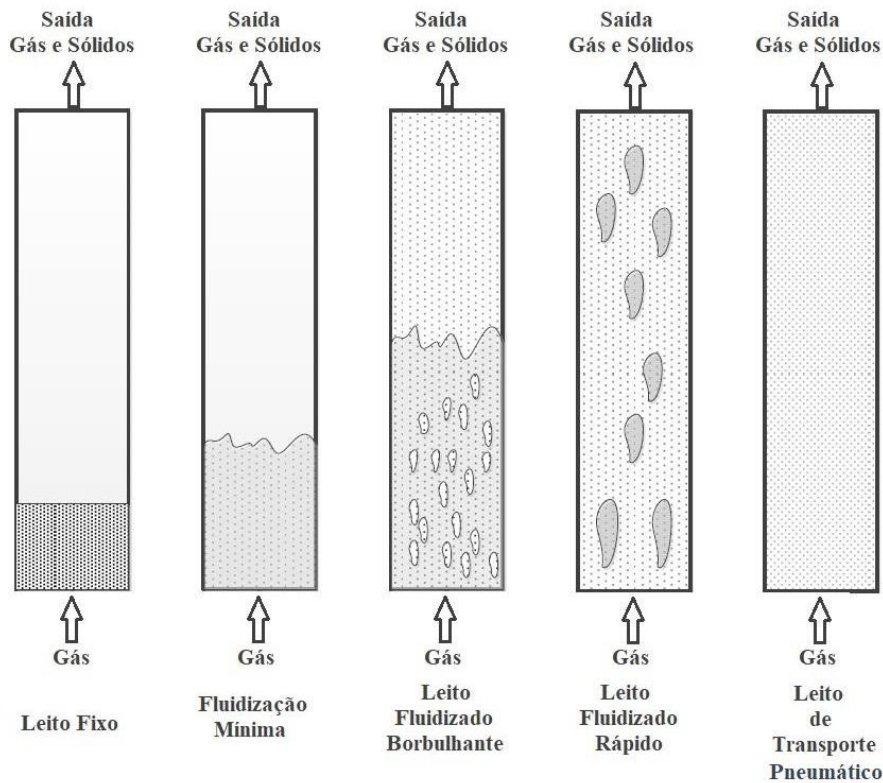 Saída
Gás e Sólidos
Saída
Gás e Sólidos
Saída
Gás e Sólidos
Saída
Gás e Sólidos
Saída
Gás e Sólidos
Gás
Gás
Gás
Gás
Gás
Leito Fixo
Fluidização
Mínima
Leito
Fluidizado
Borbulhante
Leito
Fluidizado
Rápido
Leito
de
Transporte
Pneumático